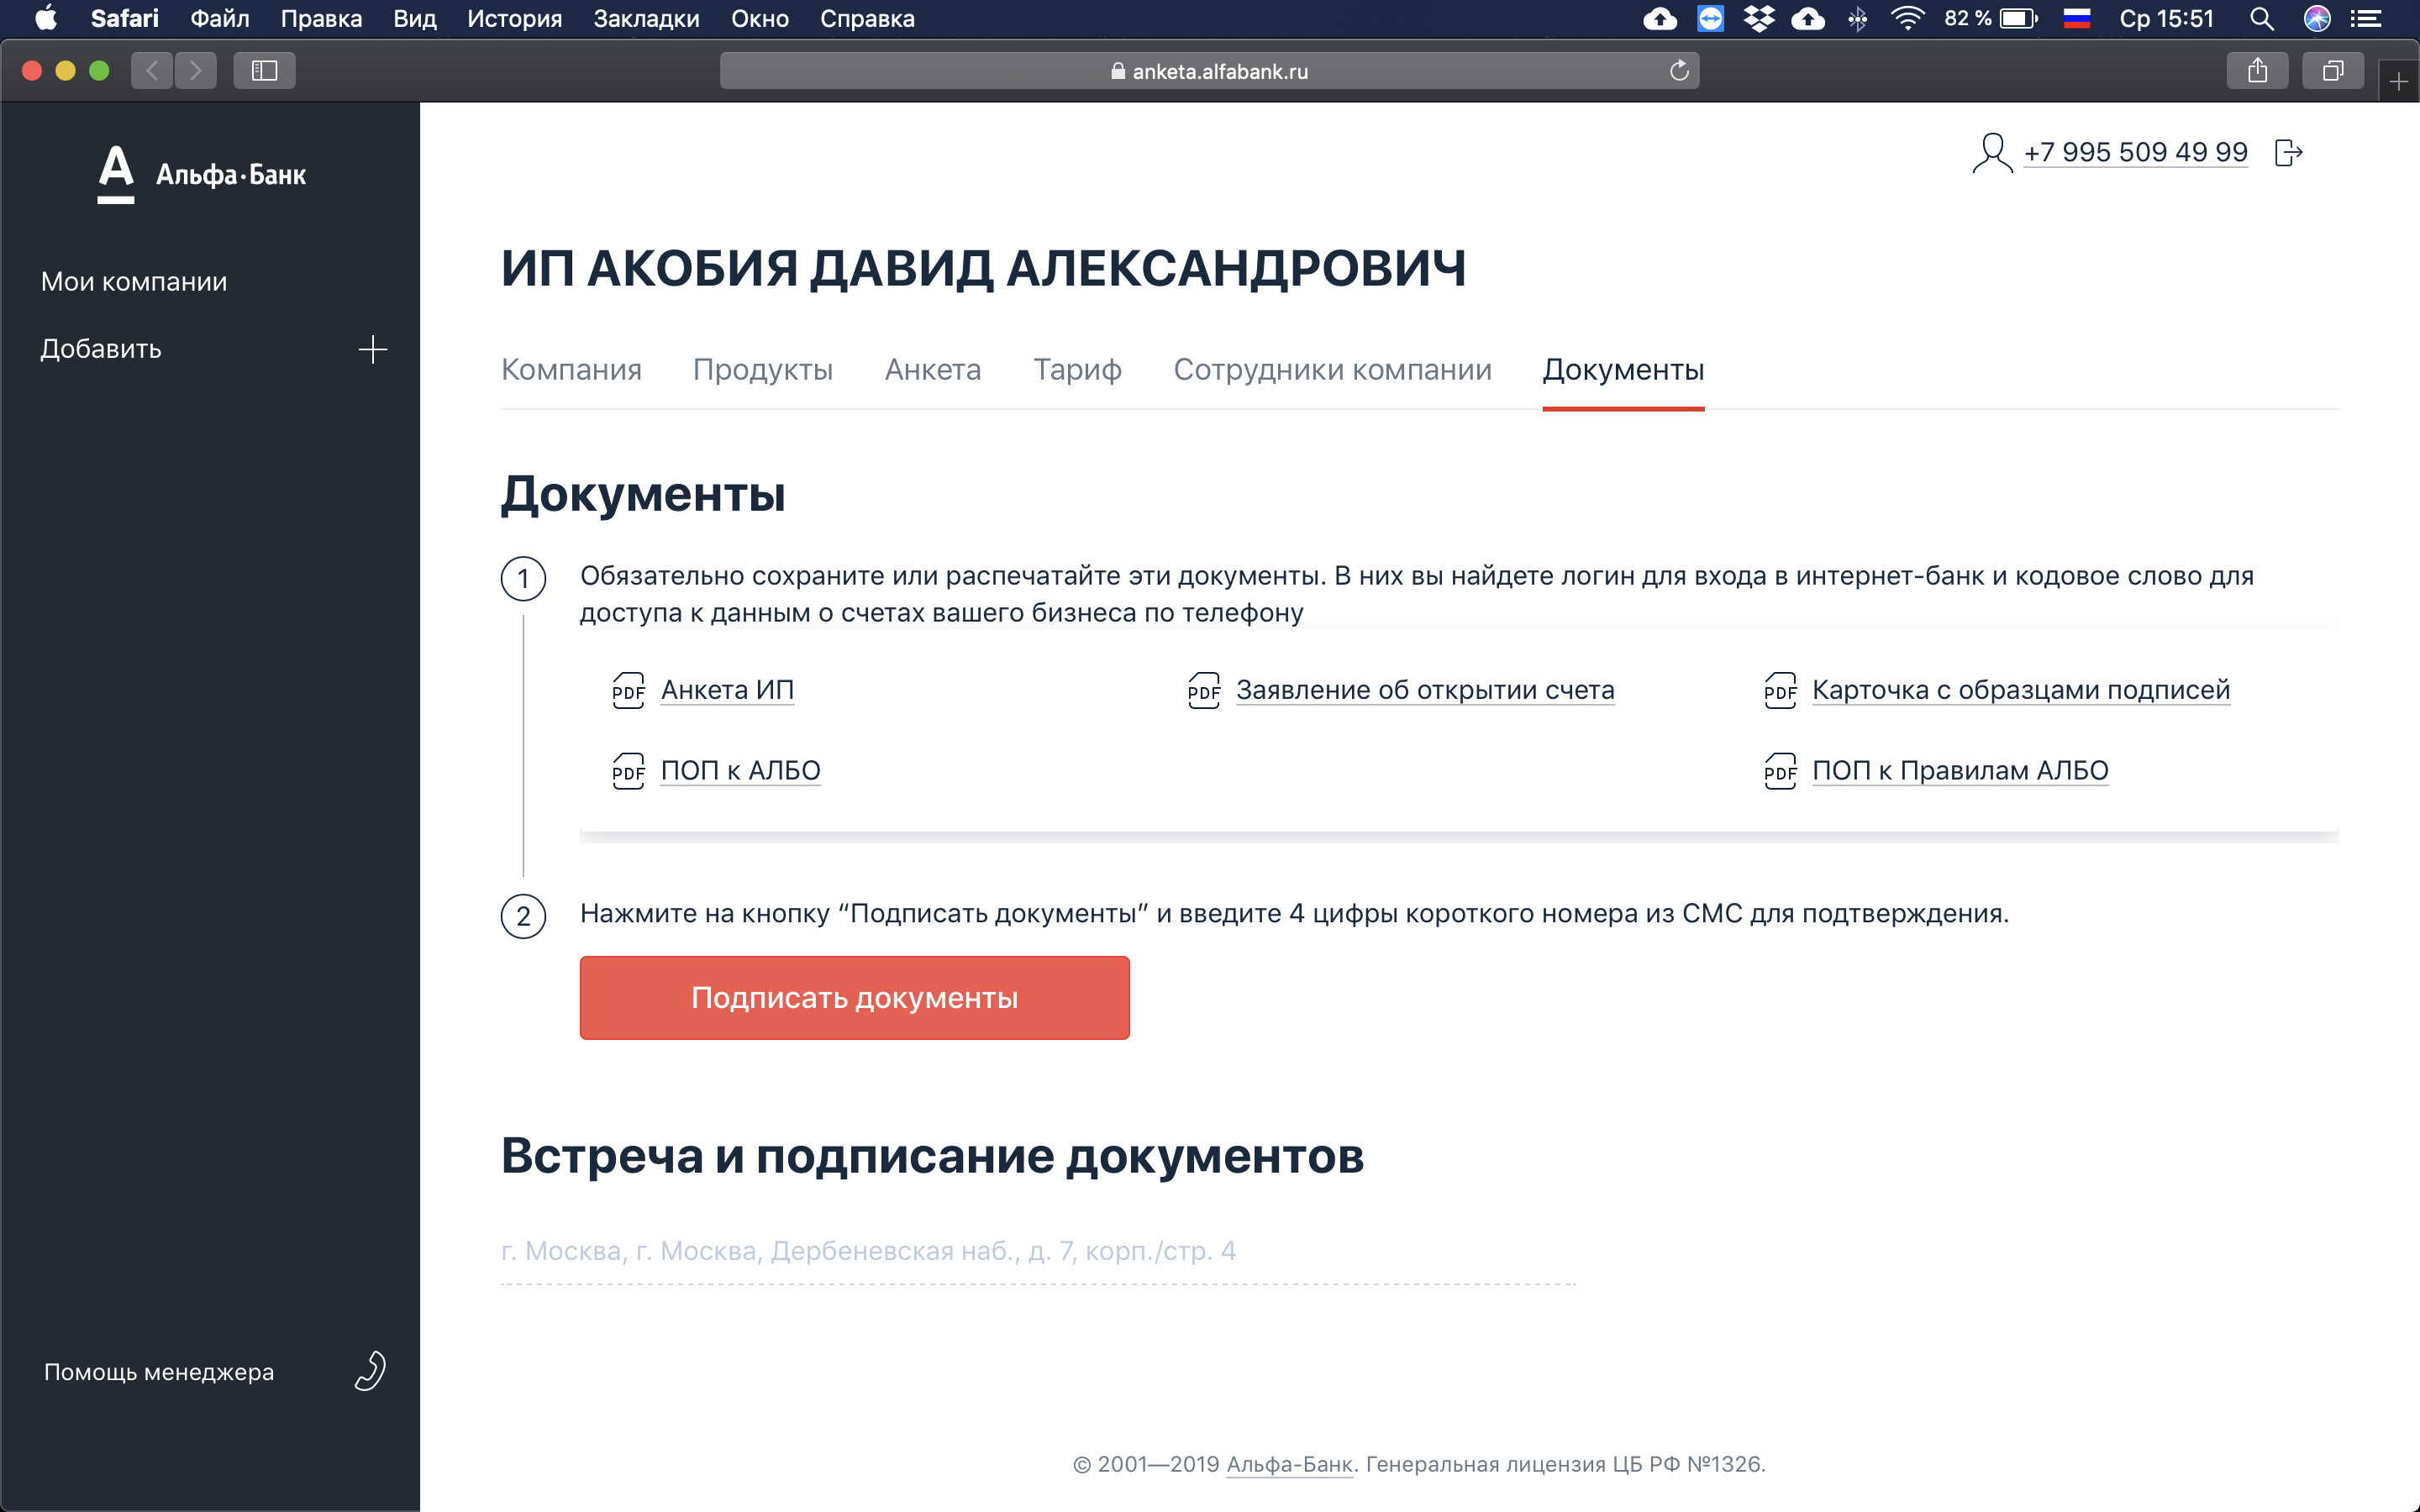 Safari Файл Правка Вид История Закладки Окно Справка 82 % Ср 15:51
anketa.alfabank.ru
А Альфа·Банк
Мои компании
Добавить
Помощь менеджера
+7 995 509 49 99
ИП АКОБИЯ ДАВИД АЛЕКСАНДРОВИЧ
Компания Продукты Анкета Тариф Сотрудники компании Документы
Документы
1 Обязательно сохраните или распечатайте эти документы. В них вы найдете логин для входа в интернет-банк и кодовое слово для
доступа к данным о счетах вашего бизнеса по телефону
PDF Анкета ИП PDF Заявление об открытии счета PDF Карточка с образцами подписей
PDF ПОП к АЛБО PDF ПОП к Правилам АЛБО
2 Нажмите на кнопку “Подписать документы” и введите 4 цифры короткого номера из СМС для подтверждения.
Подписать документы
Встреча и подписание документов
г. Москва, г. Москва, Дербеневская наб., д. 7, корп./стр. 4
© 2001—2019 Альфа-Банк. Генеральная лицензия ЦБ РФ №1326.